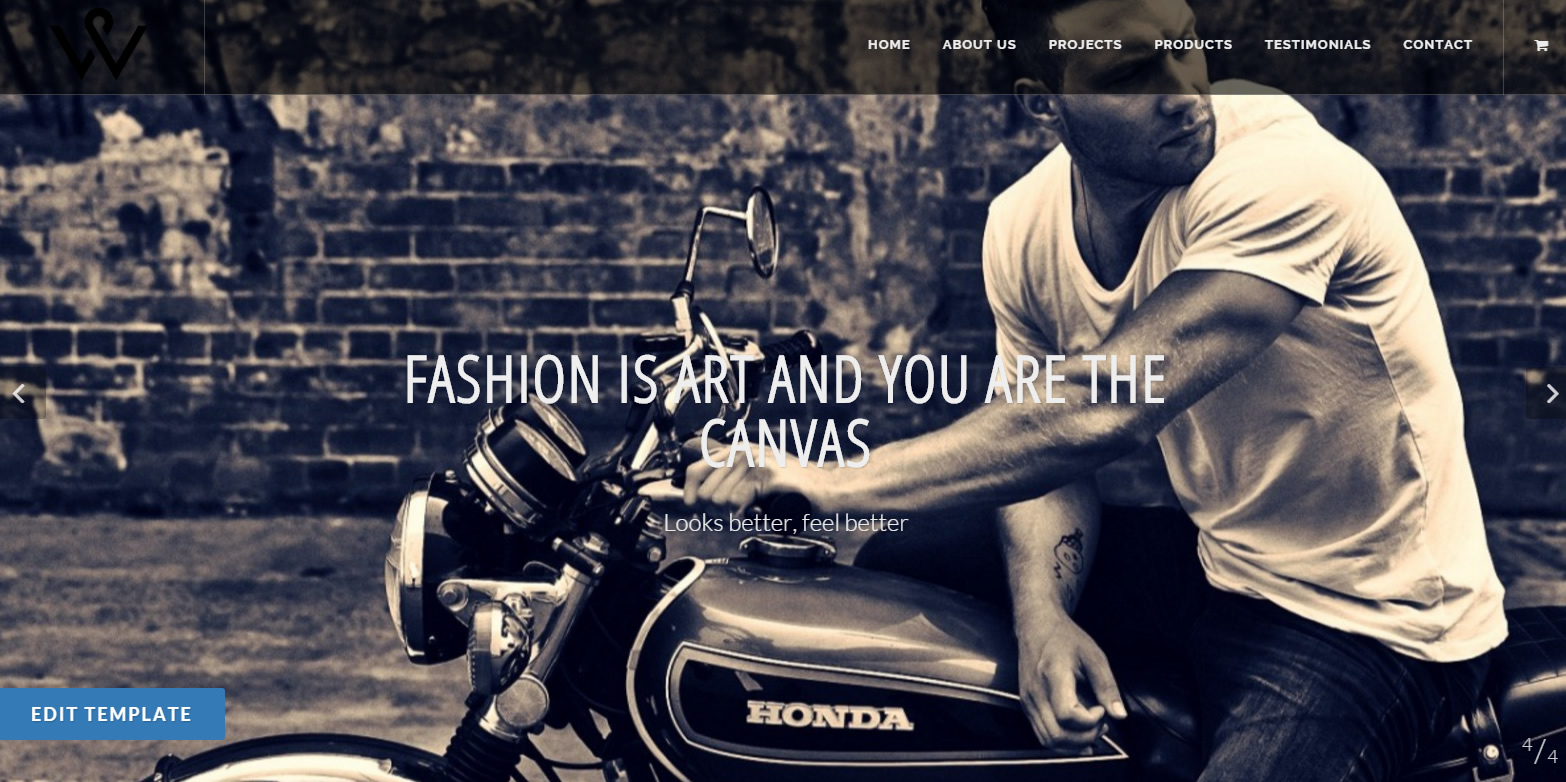 HOME ABOUT US PROJECTS PRODUCTS TESTIMONIALS CONTACT
FASHION IS ART AND YOU ARE THE
CANVAS
Looks better, feel better
HONDA
EDIT TEMPLATE
4/4